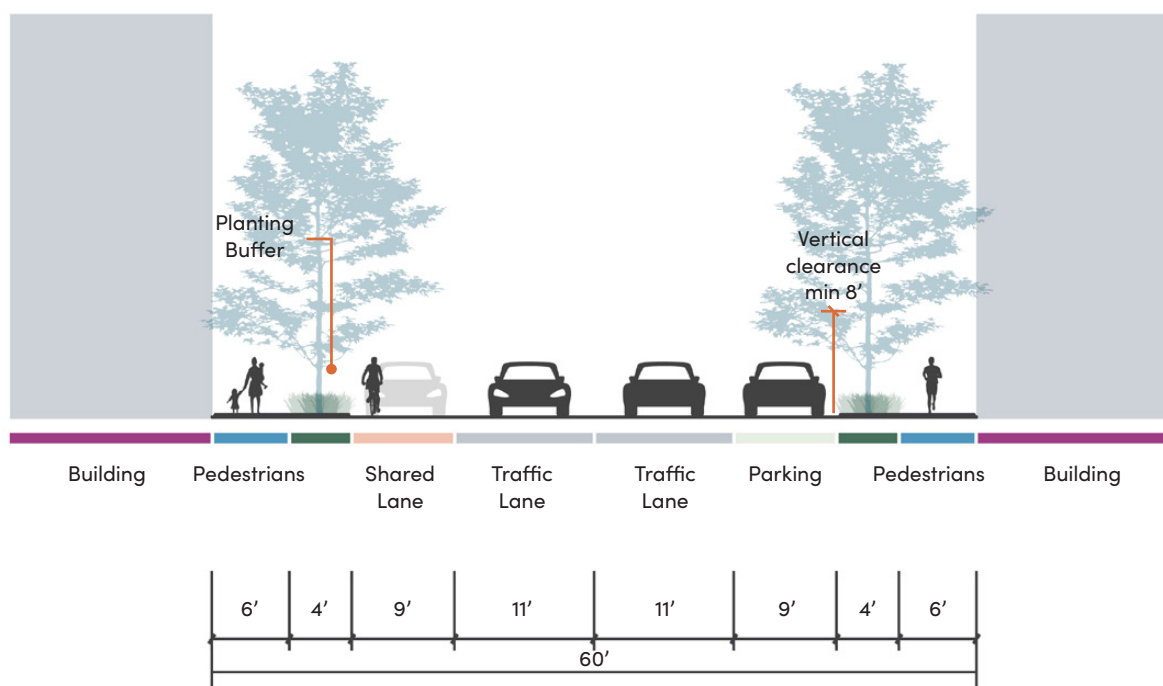 Planting
Buffer
Vertical
clearance
min 8’
Building
Pedestrians
Shared
Lane
Traffic
Lane
Traffic
Lane
Parking
Pedestrians
Building
6’ 4’ 9’ 11’ 11’ 9’ 4’ 6’
60’